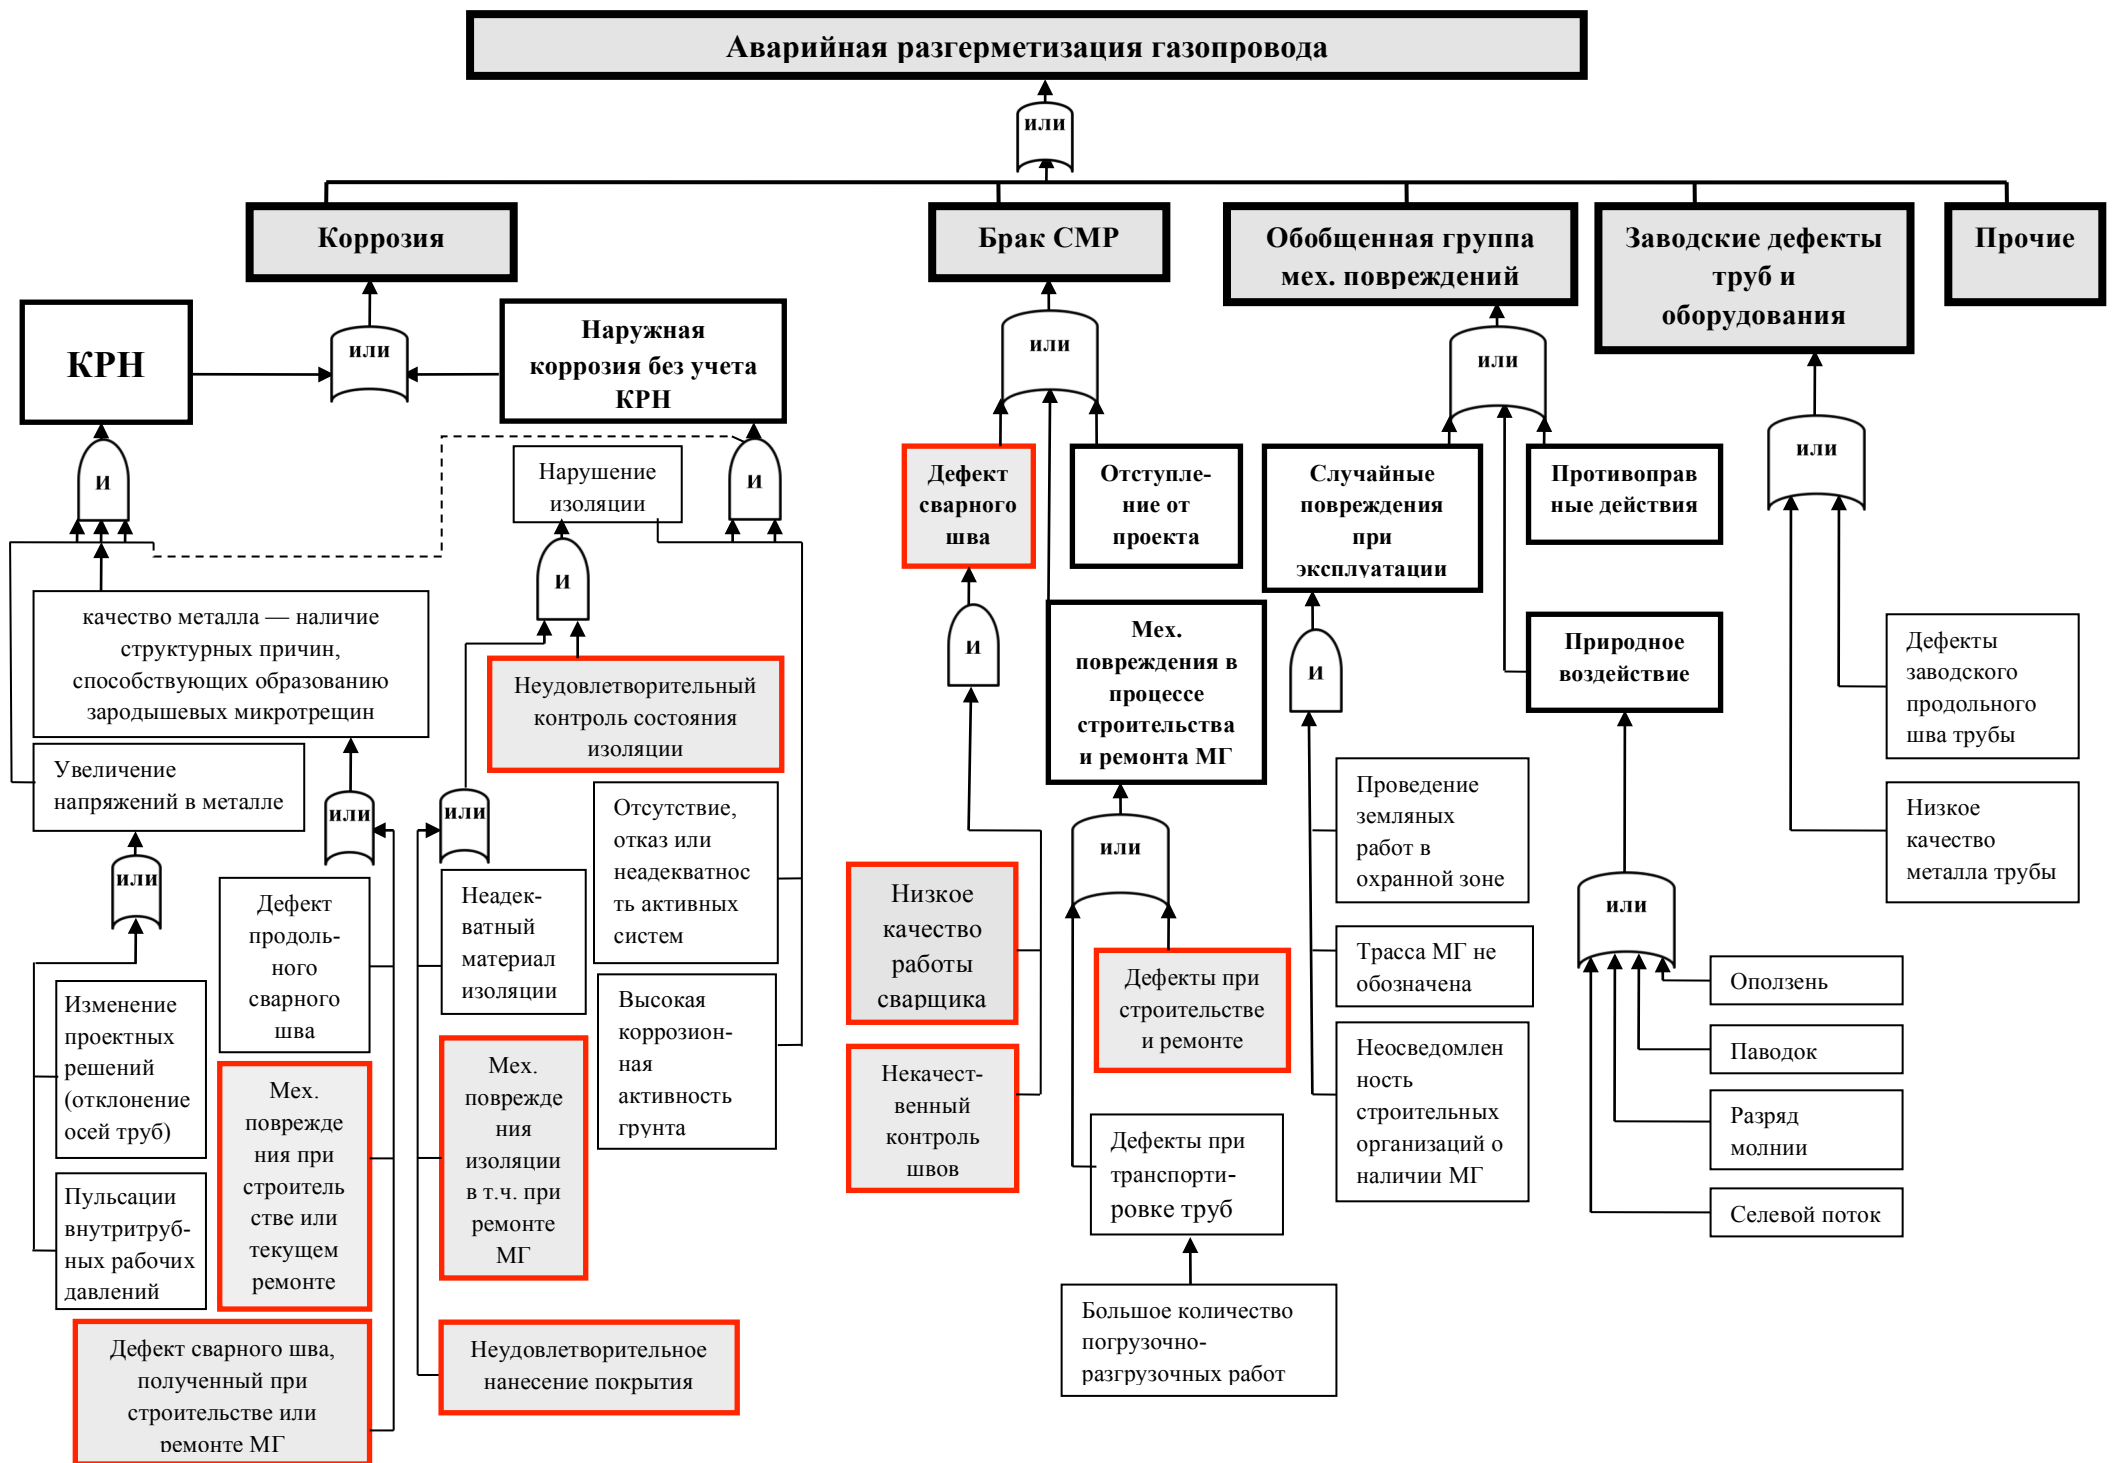 Аварийная разгерметизация газопровода
или
Коррозия
Брак СМР
Обобщенная группа
мех. повреждений
Заводские дефекты
труб и
оборудования
Прочие
КРН
или
Наружная
коррозия без учета
КРН
или
или
или
И
Нарушение
изоляции
И
Дефект
сварного
шва
Отступле-
ние от
проекта
Случайные
повреждения
при
эксплуатации
Противоправ
ные действия
И
качество металла — наличие
структурных причин,
способствующих образованию
зародышевых микротрещин
Неудовлетворительный
контроль состояния
изоляции
И
Мех.
повреждения в
процессе
строительства
и ремонта МГ
И
Природное
воздействие
Дефекты
заводского
продольного
шва трубы
Увеличение
напряжений в металле
или
или
Отсутствие,
отказ или
неадекватнос
ть активных
систем
или
Проведение
земляных
работ в
охранной зоне
Низкое
качество
металла трубы
или
Дефект
продоль-
ного
сварного
шва
Неадек-
ватный
материал
изоляции
Низкое
качество
работы
сварщика
или
Изменение
проектных
решений
(отклонение
осей труб)
Высокая
коррозион-
ная
активность
грунта
Дефекты при
строительстве
и ремонте
Трасса МГ не
обозначена
Оползень
Мех.
поврежде
ния при
строитель
стве или
текущем
ремонте
Мех.
поврежде
ния
изоляции
в т.ч. при
ремонте
МГ
Некачест-
венный
контроль
швов
Неосведомлен
ность
строительных
организаций о
наличии МГ
Паводок
Дефекты при
транспорти-
ровке труб
Разряд
молнии
Пульсации
внутритруб-
ных рабочих
давлений
Селевой поток
Большое количество
погрузочно-
разгрузочных работ
Дефект сварного шва,
полученный при
строительстве или
ремонте МГ
Неудовлетворительное
нанесение покрытия